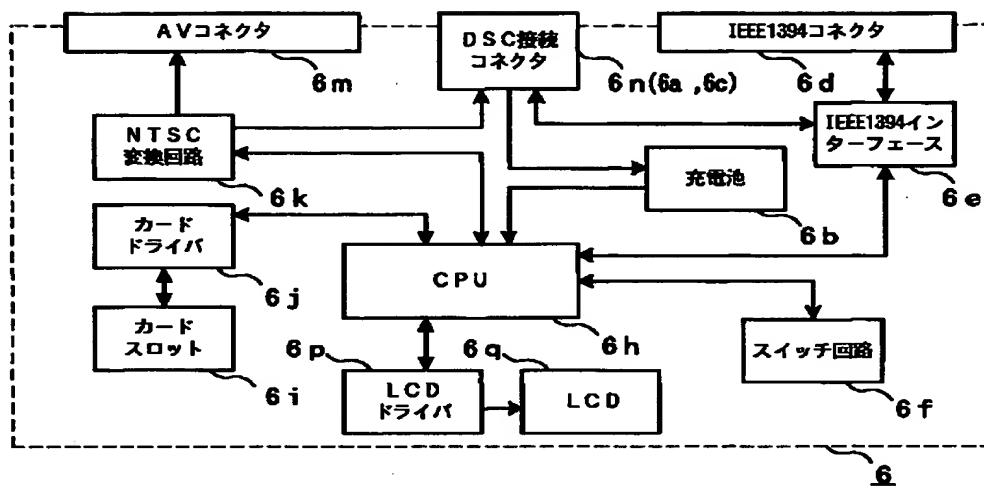 AVコネクタ
6m
DSC接続
コネクタ
6n(6a ,6c)
IEEE1394コネクタ
6d
NTSC
変換回路
6k
IEEE1394イン
ターフェース
6e
充電池
6b
カード
ドライバ
6j
CPU
6h
カード
スロット
6i
スイッチ回路
6f
6p
LCD
ドライバ
6q
LCD
6